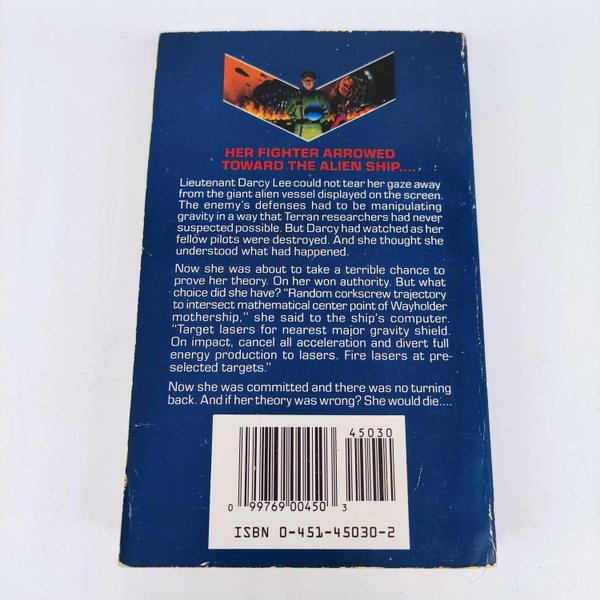 HER FIGHTER ARROWED
TOWARD THE ALIEN SHIP....
Lieutenant Darcy Lee could not tear her gaze away
from the giant alien vessel displayed on the screen.
The enemy's defenses had to be manipulating
gravity in a way that Terran researchers had never
suspected possible. But Darcy had watched as her
fellow pilots were destroyed. And she thought she
understood what had happened.
Now she was about to take a terrible chance to
prove her theory. On her won authority. But what
choice did she have? "Random corkscrew trajectory
to intersect mathematical center point of Wayholder
mothership," she said to the ship's computer.
"Target lasers for nearest major gravity shield.
On impact, cancel all acceleration and divert full
energy production to lasers. Fire lasers at pre-
selected targets."
Now she was committed and there was no turning
back. And if her theory was wrong? She would die....
45030
0 99769 00450 3
ISBN 0-451-45030-2